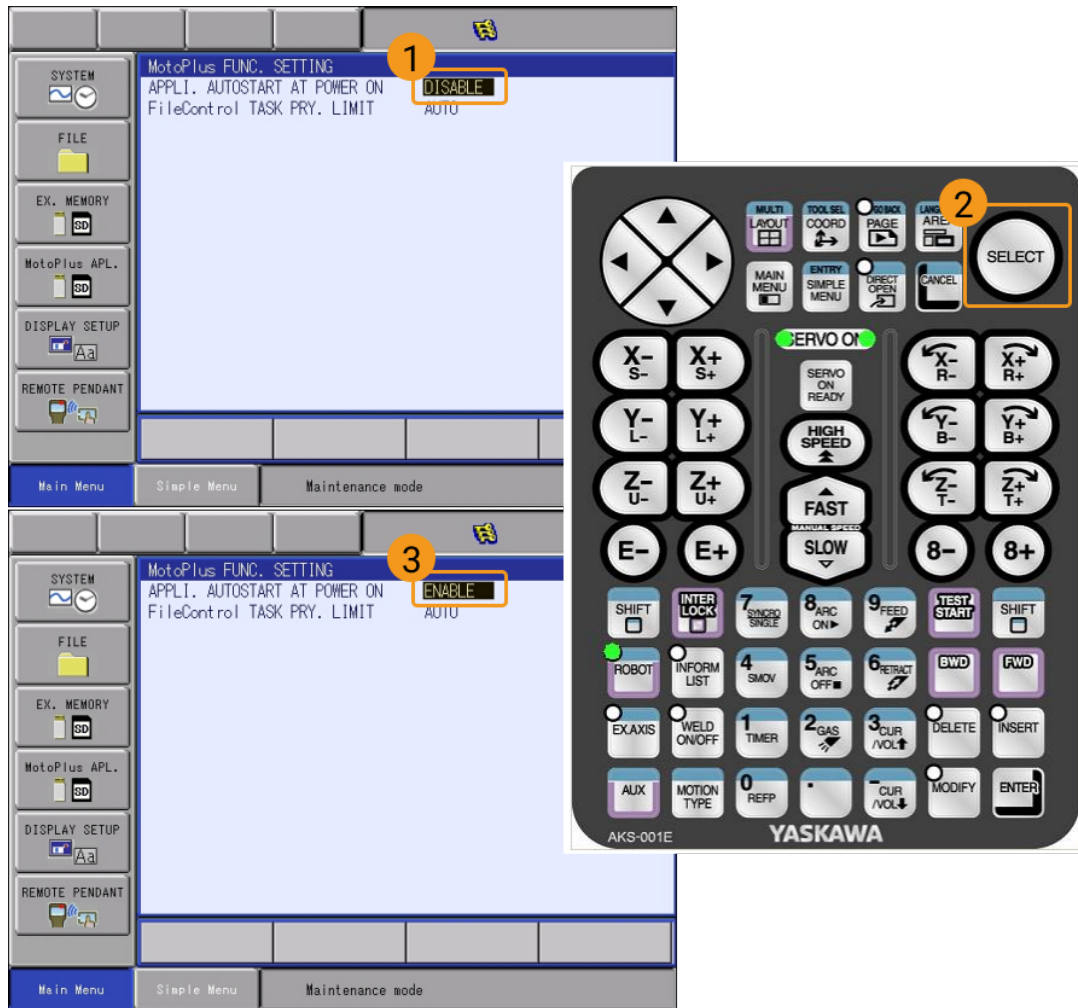 SYSTEM
FILE
EX. MEMORY
SD
MotoPlus APL.
SD
DISPLAY SETUP
Aa
REMOTE PENDANT
MotoPlus FUNC. SETTING
APPLI. AUTOSTART AT POWER ON DISABLE
FileControl TASK PRY. LIMIT AUTO
1
Main Menu Simple Menu Maintenance mode
SYSTEM
FILE
EX. MEMORY
SD
MotoPlus APL.
SD
DISPLAY SETUP
Aa
REMOTE PENDANT
MotoPlus FUNC. SETTING
APPLI. AUTOSTART AT POWER ON ENABLE
FileControl TASK PRY. LIMIT AUTO
3
Main Menu Simple Menu Maintenance mode
2
MULTI
LAYOUT
TOOL SEL
COORD
GO BACK
PAGE
SELECT
MAIN
MENU
ENTRY
SIMPLE
MENU
DIRECT
OPEN
CANCEL
X-
S-
X+
S+
SERVO
ON
READY
X-
R-
X+
R+
Y-
L-
Y+
L+
HIGH
SPEED
Y-
B-
Y+
B+
Z-
U-
Z+
U+
FAST
MANUAL SPEED
SLOW
Z-
T-
Z+
T+
E-
E+
8-
8+
SHIFT
INTER
LOCK
7
SYNCRO
SINGLE
8
ARC
ON
9
FEED
TEST
START
SHIFT
ROBOT
INFORM
LIST
4
SMOV
5
ARC
OFF
6
RETRACT
BWD
FWD
EX.AXIS
WELD
ON/OFF
1
TIMER
2
GAS
3
CUR
/VOL
DELETE
INSERT
AUX
MOTION
TYPE
0
REFP
.
-
CUR
/VOL
MODIFY
ENTER
AKS-001E
YASKAWA